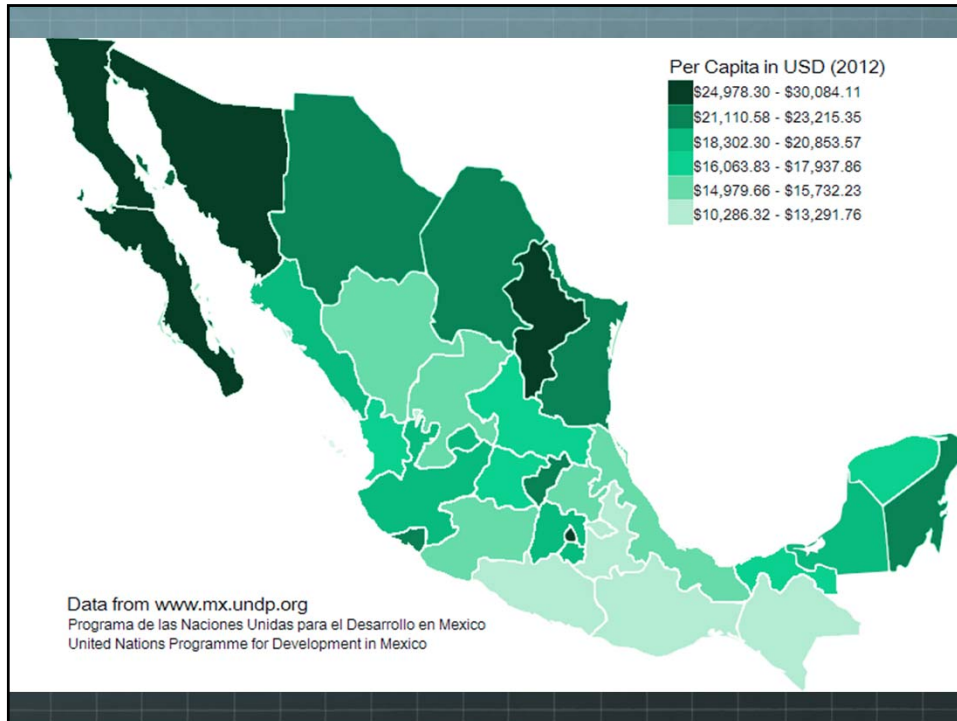 Per Capita in USD (2012)
$24,978.30 - $30,084.11
$21,110.58 - $23,215.35
$18,302.30 - $20,853.57
$16,063.83 - $17,937.86
$14,979.66 - $15,732.23
$10,286.32 - $13,291.76
Data from www.mx.undp.org
Programa de las Naciones Unidas para el Desarrollo en Mexico
United Nations Programme for Development in Mexico